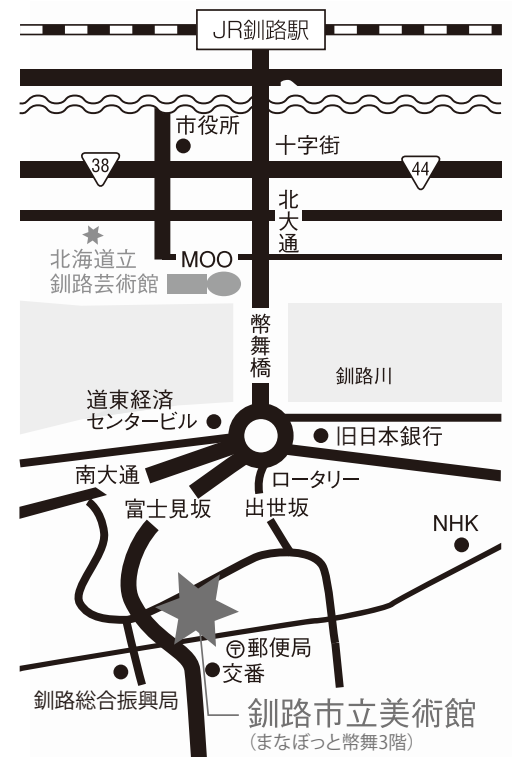 JR釧路駅
市役所
十字街
38
44
北大通
北海道立
釧路芸術館
MOO
幣舞橋
釧路川
道東経済
センタービル
旧日本銀行
南大通
ロータリー
富士見坂
出世坂
NHK
〒郵便局
交番
釧路総合振興局
釧路市立美術館
（まなぼっと幣舞3階）